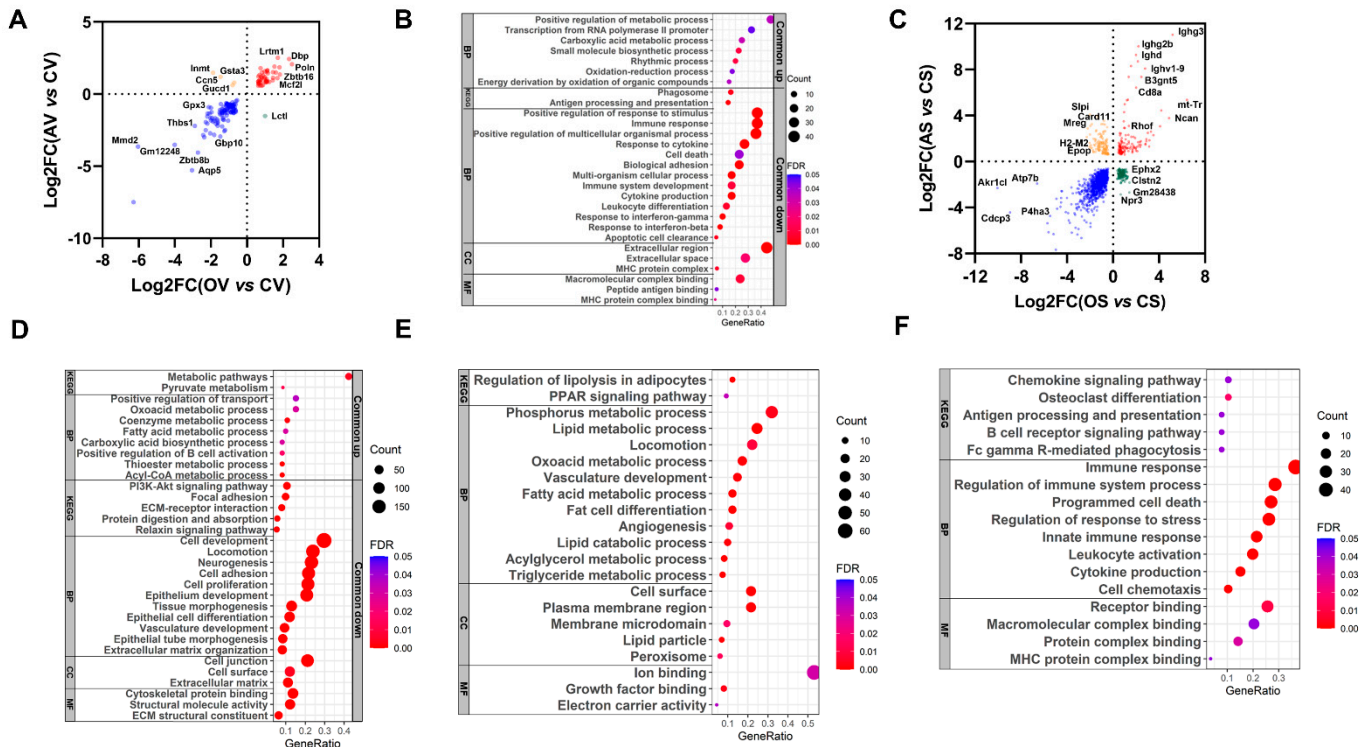 A
Log2FC(AV vs CV)
5
0
-5
-10
-8
-6
-4
-2
0
2
4
Log2FC(OV vs CV)
Lrtm1
Dbp
Poln
Zbtb16
Mcf2l
Inmt
Gsta3
Ccn5
Gucd1
Gpx3
Thbs1
Lctl
Mmd2
Gm12248
Gbp10
Zbtb8b
Aqp5
B
BP
Positive regulation of metabolic process
Transcription from RNA polymerase II promoter
Carboxylic acid metabolic process
Small molecule biosynthetic process
Rhythmic process
Oxidation-reduction process
Energy derivation by oxidation of organic compounds
KEGG
Phagosome
Antigen processing and presentation
BP
Positive regulation of response to stimulus
Immune response
Positive regulation of multicellular organismal process
Response to cytokine
Cell death
Biological adhesion
Multi-organism cellular process
Immune system development
Cytokine production
Leukocyte differentiation
Response to interferon-gamma
Response to interferon-beta
Apoptotic cell clearance
CC
Extracellular region
Extracellular space
MHC protein complex
MF
Macromolecular complex binding
Peptide antigen binding
MHC protein complex binding
Common up
Common down
0.1 0.2 0.3 0.4
GeneRatio
Count
10
20
30
40
FDR
0.05
0.04
0.03
0.02
0.01
0.00
C
Log2FC(AS vs CS)
12
8
4
0
-4
-8
-12
-8
-4
0
4
8
Log2FC(OS vs CS)
Ighg3
Ighg2b
Ighd
Ighv1-9
B3gnt5
Cd8a
mt-Tr
Ncan
Rhof
Slpi
Card11
Mreg
H2-M2
Epop
Ephx2
Clstn2
Gm28438
Npr3
Akr1cl
Atp7b
Cdcp3
P4ha3
D
KEGG
Metabolic pathways
Pyruvate metabolism
BP
Positive regulation of transport
Oxoacid metabolic process
Coenzyme metabolic process
Fatty acid metabolic process
Carboxylic acid biosynthetic process
Positive regulation of B cell activation
Thioester metabolic process
Acyl-CoA metabolic process
KEGG
PI3K-Akt signaling pathway
Focal adhesion
ECM-receptor interaction
Protein digestion and absorption
Relaxin signaling pathway
BP
Cell development
Locomotion
Neurogenesis
Cell adhesion
Cell proliferation
Epithelium development
Tissue morphogenesis
Epithelial cell differentiation
Vasculature development
Epithelial tube morphogenesis
Extracellular matrix organization
CC
Cell junction
Cell surface
Extracellular matrix
MF
Cytoskeletal protein binding
Structural molecule activity
ECM structural constituent
Common up
Common down
0.1 0.2 0.3 0.4
GeneRatio
Count
50
100
150
FDR
0.05
0.04
0.03
0.02
0.01
0.00
E
KEGG
Regulation of lipolysis in adipocytes
PPAR signaling pathway
BP
Phosphorus metabolic process
Lipid metabolic process
Locomotion
Oxoacid metabolic process
Vasculature development
Fatty acid metabolic process
Fat cell differentiation
Angiogenesis
Lipid catabolic process
Acylglycerol metabolic process
Triglyceride metabolic process
CC
Cell surface
Plasma membrane region
Membrane microdomain
Lipid particle
Peroxisome
MF
Ion binding
Growth factor binding
Electron carrier activity
0.1 0.2 0.3 0.4 0.5
GeneRatio
Count
10
20
30
40
50
60
FDR
0.05
0.04
0.03
0.02
0.01
0.00
F
KEGG
Chemokine signaling pathway
Osteoclast differentiation
Antigen processing and presentation
B cell receptor signaling pathway
Fc gamma R-mediated phagocytosis
BP
Immune response
Regulation of immune system process
Programmed cell death
Regulation of response to stress
Innate immune response
Leukocyte activation
Cytokine production
Cell chemotaxis
MF
Receptor binding
Macromolecular complex binding
Protein complex binding
MHC protein complex binding
0.1 0.2 0.3
GeneRatio
Count
10
20
30
40
FDR
0.05
0.04
0.03
0.02
0.01
0.00